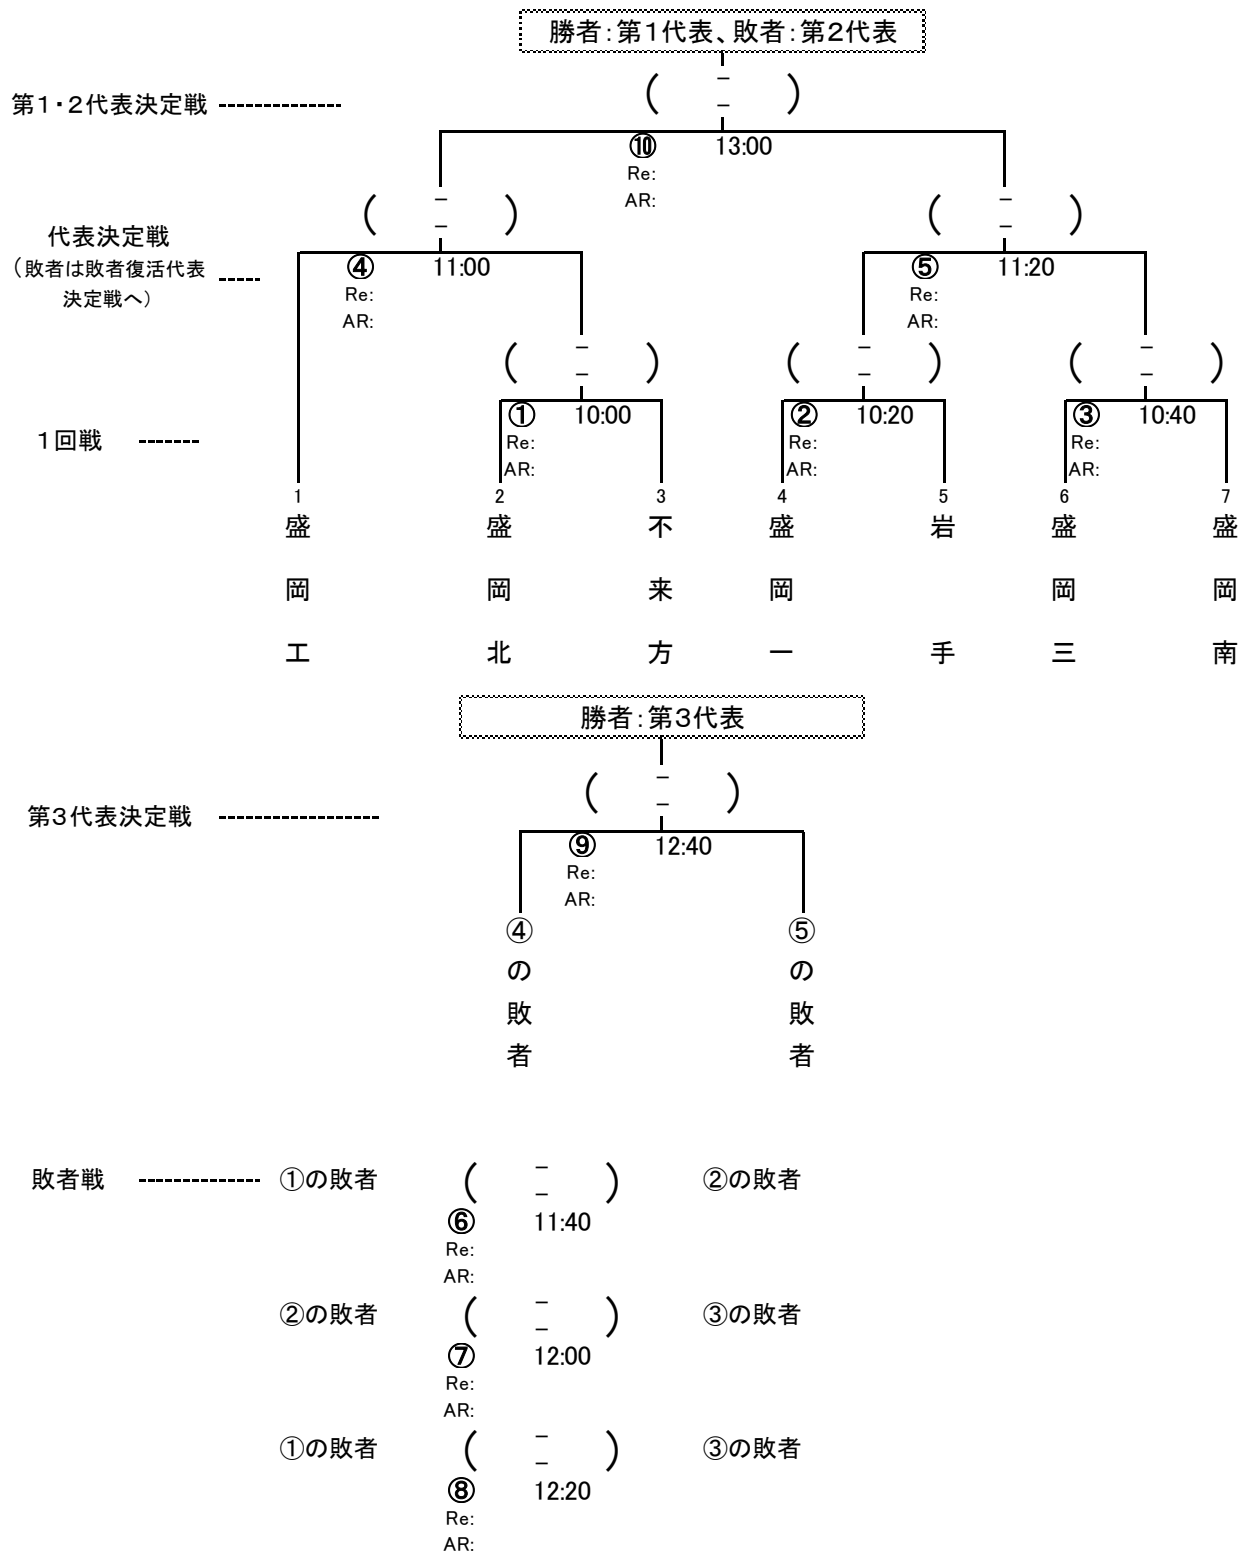 勝者：第１代表、敗者：第２代表
（ － － ）
第１・２代表決定戦
⑩ 13:00
Re:
AR:
（ － － ） （ － － ）
代表決定戦
（敗者は敗者復活代表
決定戦へ）
④ 11:00 ⑤ 11:20
Re: Re:
AR: AR:
（ － － ） （ － － ） （ － － ）
１回戦
① 10:00 ② 10:20 ③ 10:40
Re: Re: Re:
AR: AR: AR:
1 2 3 4 5 6 7
盛岡工
盛岡北
不来方
盛岡一
岩手
盛岡三
盛岡南
勝者：第３代表
（ － － ）
第３代表決定戦
⑨ 12:40
Re:
AR:
④の敗者
⑤の敗者
敗者戦 ①の敗者 （ － － ） ②の敗者
⑥ 11:40
Re:
AR:
②の敗者 （ － － ） ③の敗者
⑦ 12:00
Re:
AR:
①の敗者 （ － － ） ③の敗者
⑧ 12:20
Re:
AR: